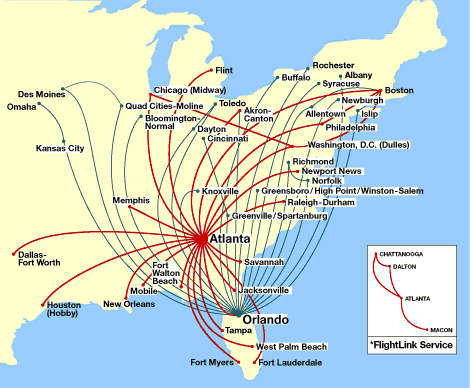 Flint
Rochester
Buffalo
Albany
Syracuse
Des Moines
Chicago (Midway)
Boston
Omaha
Quad Cities-Moline
Toledo
Newburgh
Akron-
Canton
Allentown
Islip
Bloomington-
Normal
Dayton
Philadelphia
Cincinnati
Kansas City
Washington, D.C. (Dulles)
Richmond
Newport News
Norfolk
Knoxville
Greensboro/High Point/Winston-Salem
Memphis
Raleigh-Durham
Greenville/Spartanburg
Atlanta
Dallas-
Fort Worth
Fort
Walton
Beach
Savannah
Mobile
Jacksonville
New Orleans
Houston
(Hobby)
Orlando
Tampa
West Palm Beach
Fort Myers
Fort Lauderdale
CHATTANOOGA
DALTON
ATLANTA
MACON
*FlightLink Service